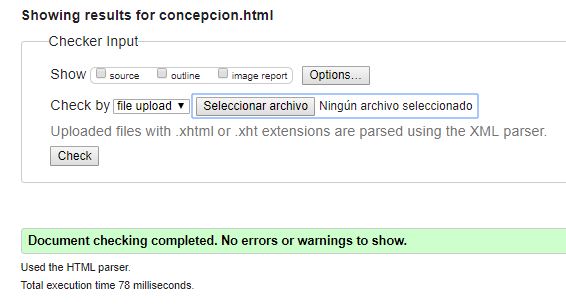 Showing results for concepcion.html
Checker Input
Show source outline image report Options...
Check by file upload Seleccionar archivo Ningún archivo seleccionado
Uploaded files with .xhtml or .xht extensions are parsed using the XML parser.
Check
Document checking completed. No errors or warnings to show.
Used the HTML parser.
Total execution time 78 milliseconds.